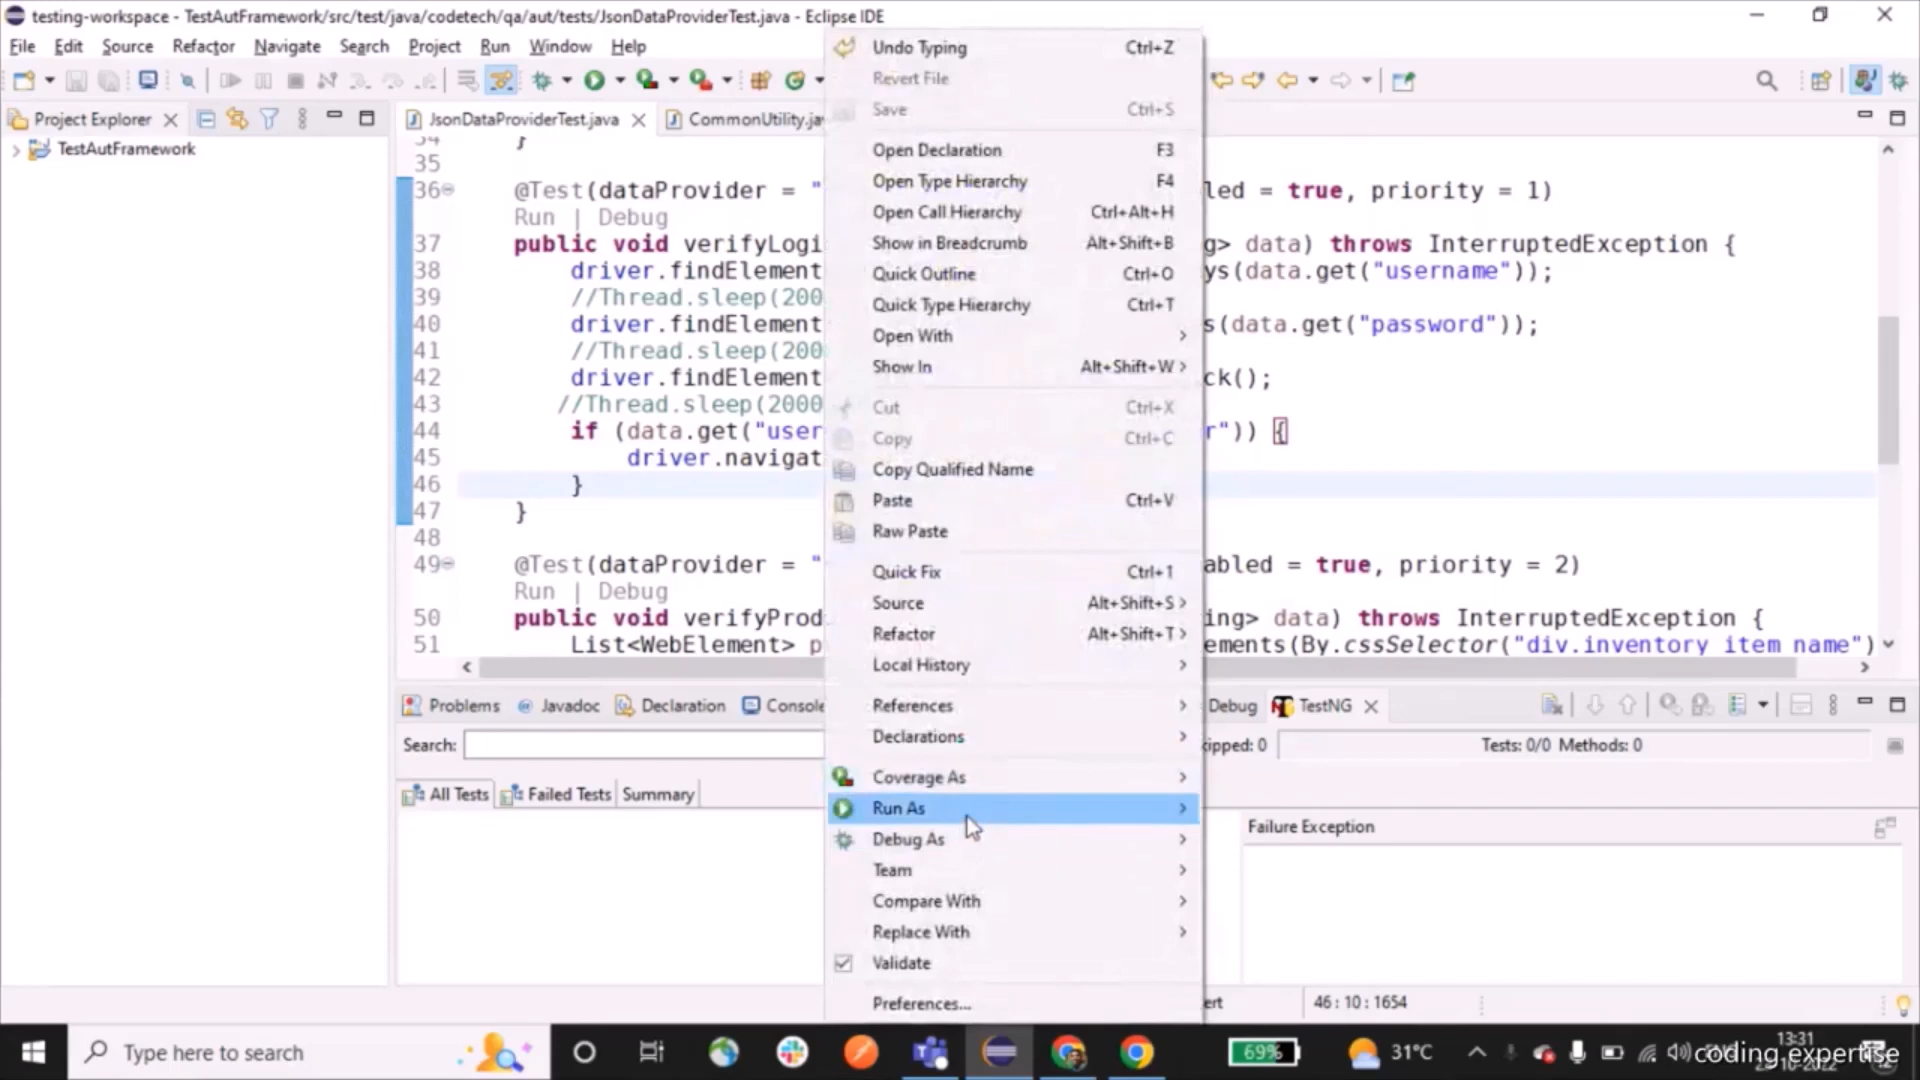 testing-workspace - TestAutFramework/src/test/java/codetech/qa/aut/tests/JsonDataProviderTest.java - Eclipse IDE
File Edit Source Refactor Navigate Search Project Run Window Help
Project Explorer
TestAutFramework
JsonDataProviderTest.java
CommonUtility.jav
34 }
35
36 @Test(dataProvider = " led = true, priority = 1)
Run | Debug
37 public void verifyLogi g> data) throws InterruptedException {
38 driver.findElement ys(data.get("username"));
39 //Thread.sleep(200
40 driver.findElement s(data.get("password"));
41 //Thread.sleep(200
42 driver.findElement ck();
43 //Thread.sleep(2000
44 if (data.get("user r")) {
45 driver.navigat
46 }
47 }
48
49 @Test(dataProvider = " abled = true, priority = 2)
Run | Debug
50 public void verifyProd ing> data) throws InterruptedException {
51 List<WebElement> p ements(By.cssSelector("div.inventory_item_name")
Undo Typing Ctrl+Z
Revert File
Save Ctrl+S
Open Declaration F3
Open Type Hierarchy F4
Open Call Hierarchy Ctrl+Alt+H
Show in Breadcrumb Alt+Shift+B
Quick Outline Ctrl+O
Quick Type Hierarchy Ctrl+T
Open With
Show In Alt+Shift+W
Cut Ctrl+X
Copy Ctrl+C
Copy Qualified Name
Paste Ctrl+V
Raw Paste
Quick Fix Ctrl+1
Source Alt+Shift+S
Refactor Alt+Shift+T
Local History
References
Declarations
Coverage As
Run As
Debug As
Team
Compare With
Replace With
Validate
Preferences...
Problems Javadoc Declaration Console Debug TestNG
Search: ipped: 0 Tests: 0/0 Methods: 0
All Tests Failed Tests Summary
Failure Exception
ert 46 : 10 : 1654
Type here to search
69%
31°C
13:31
coding expertise